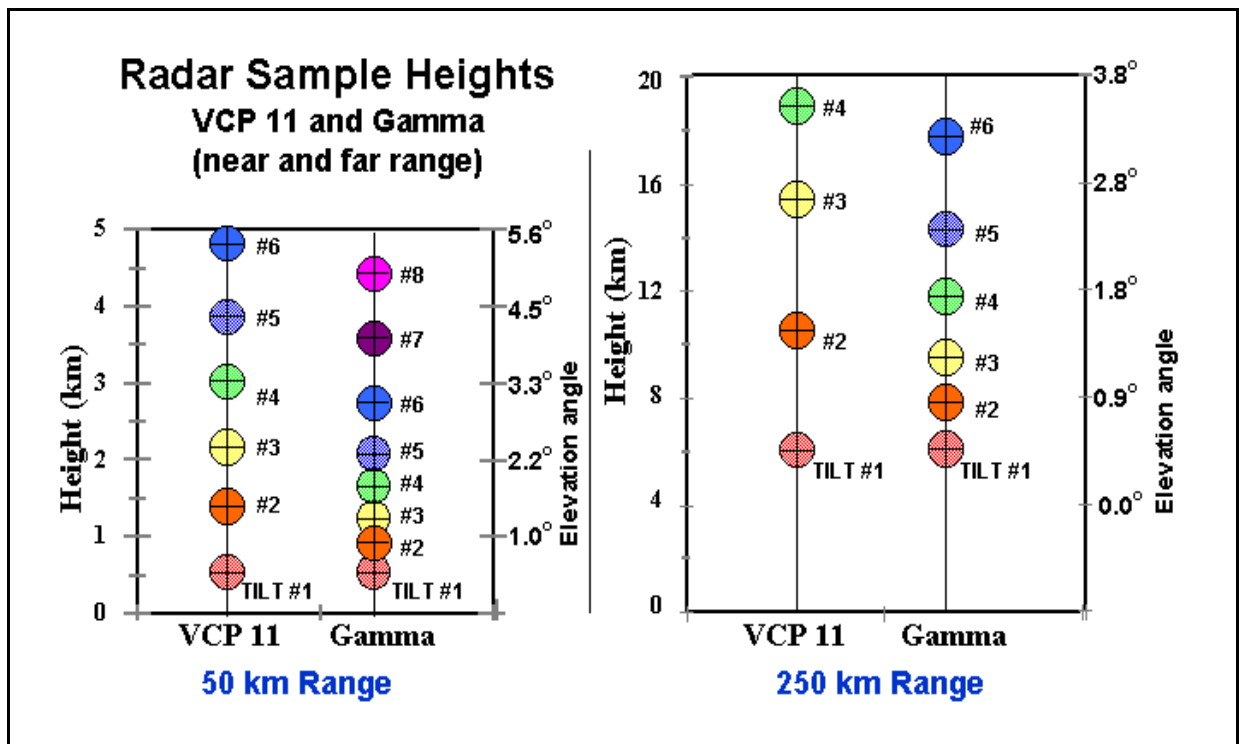 Radar Sample Heights
VCP 11 and Gamma
(near and far range)
Height (km)
5
4
3
2
1
0
#6
#5
#4
#3
#2
TILT #1
#8
#7
#6
#5
#4
#3
#2
TILT #1
5.6°
4.5°
3.3°
2.2°
1.0°
Elevation angle
VCP 11
Gamma
50 km Range
Height (km)
20
16
12
8
4
0
#4
#3
#2
TILT #1
#6
#5
#4
#3
#2
TILT #1
3.8°
2.8°
1.8°
0.9°
0.0°
Elevation angle
VCP 11
Gamma
250 km Range